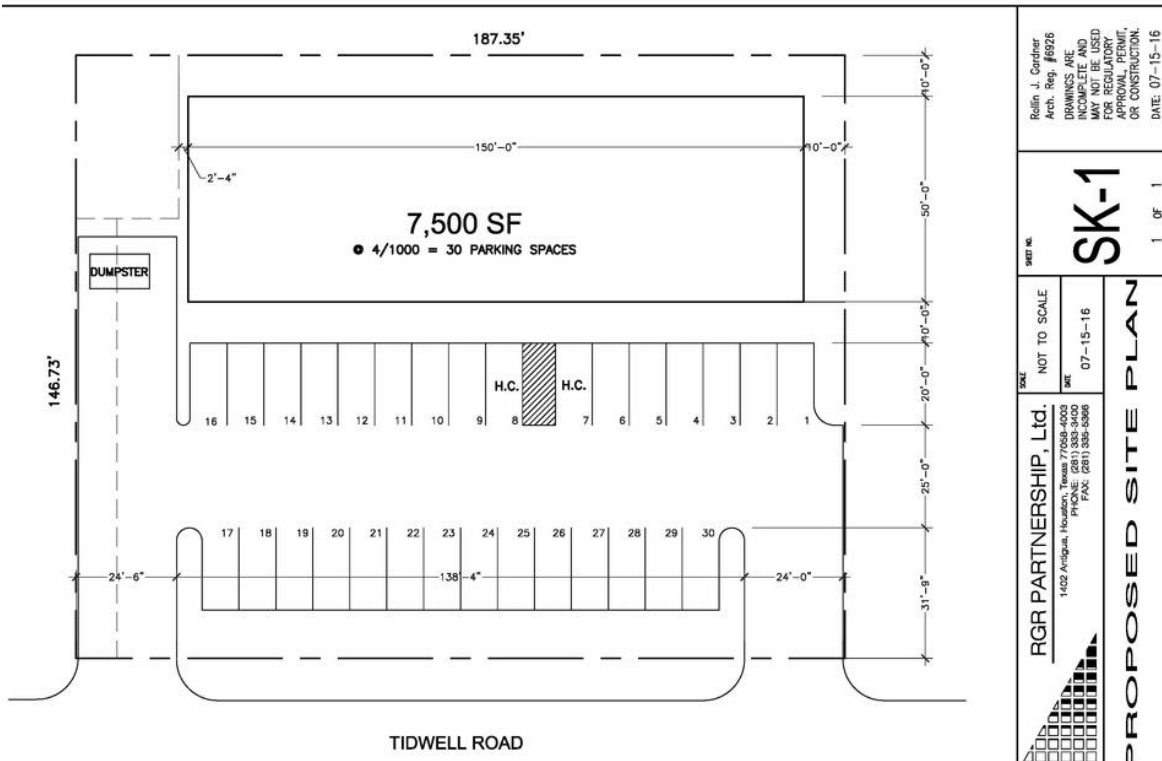 187.35'
10'-0"
150'-0"
10'-0"
2'-4"
50'-0"
7,500 SF
@ 4/1000 = 30 PARKING SPACES
DUMPSTER
146.73'
10'-0"
H.C.
H.C.
20'-0"
16 15 14 13 12 11 10 9 8 7 6 5 4 3 2 1
25'-0"
17 18 19 20 21 22 23 24 25 26 27 28 29 30
24'-6"
138'-4"
24'-0"
31'-9"
TIDWELL ROAD
Rollin J. Gardner
Arch. Reg. #6926
DRAWINGS ARE
INCOMPLETE AND
MAY NOT BE USED
FOR REGULATORY
APPROVAL, PERMIT,
OR CONSTRUCTION.
DATE: 07-15-16
SHEET NO.
SK-1
1 OF 1
SCALE
NOT TO SCALE
DATE
07-15-16
RGR PARTNERSHIP, Ltd.
1402 Antigua, Houston, Texas 77058-4003
PHONE: (281) 333-3400
FAX: (281) 335-5366
PROPOSED SITE PLAN